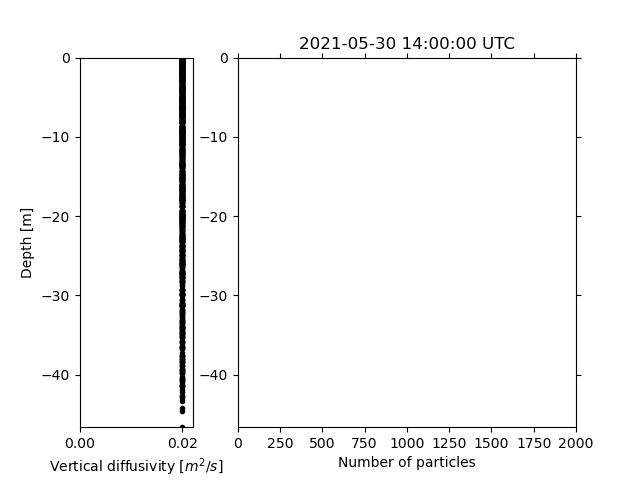 2021-05-30 14:00:00 UTC
0
−10
−20
−30
−40
Depth [m]
0.00 0.02
Vertical diffusivity [m²/s]
0
−10
−20
−30
−40
0 250 500 750 1000 1250 1500 1750 2000
Number of particles